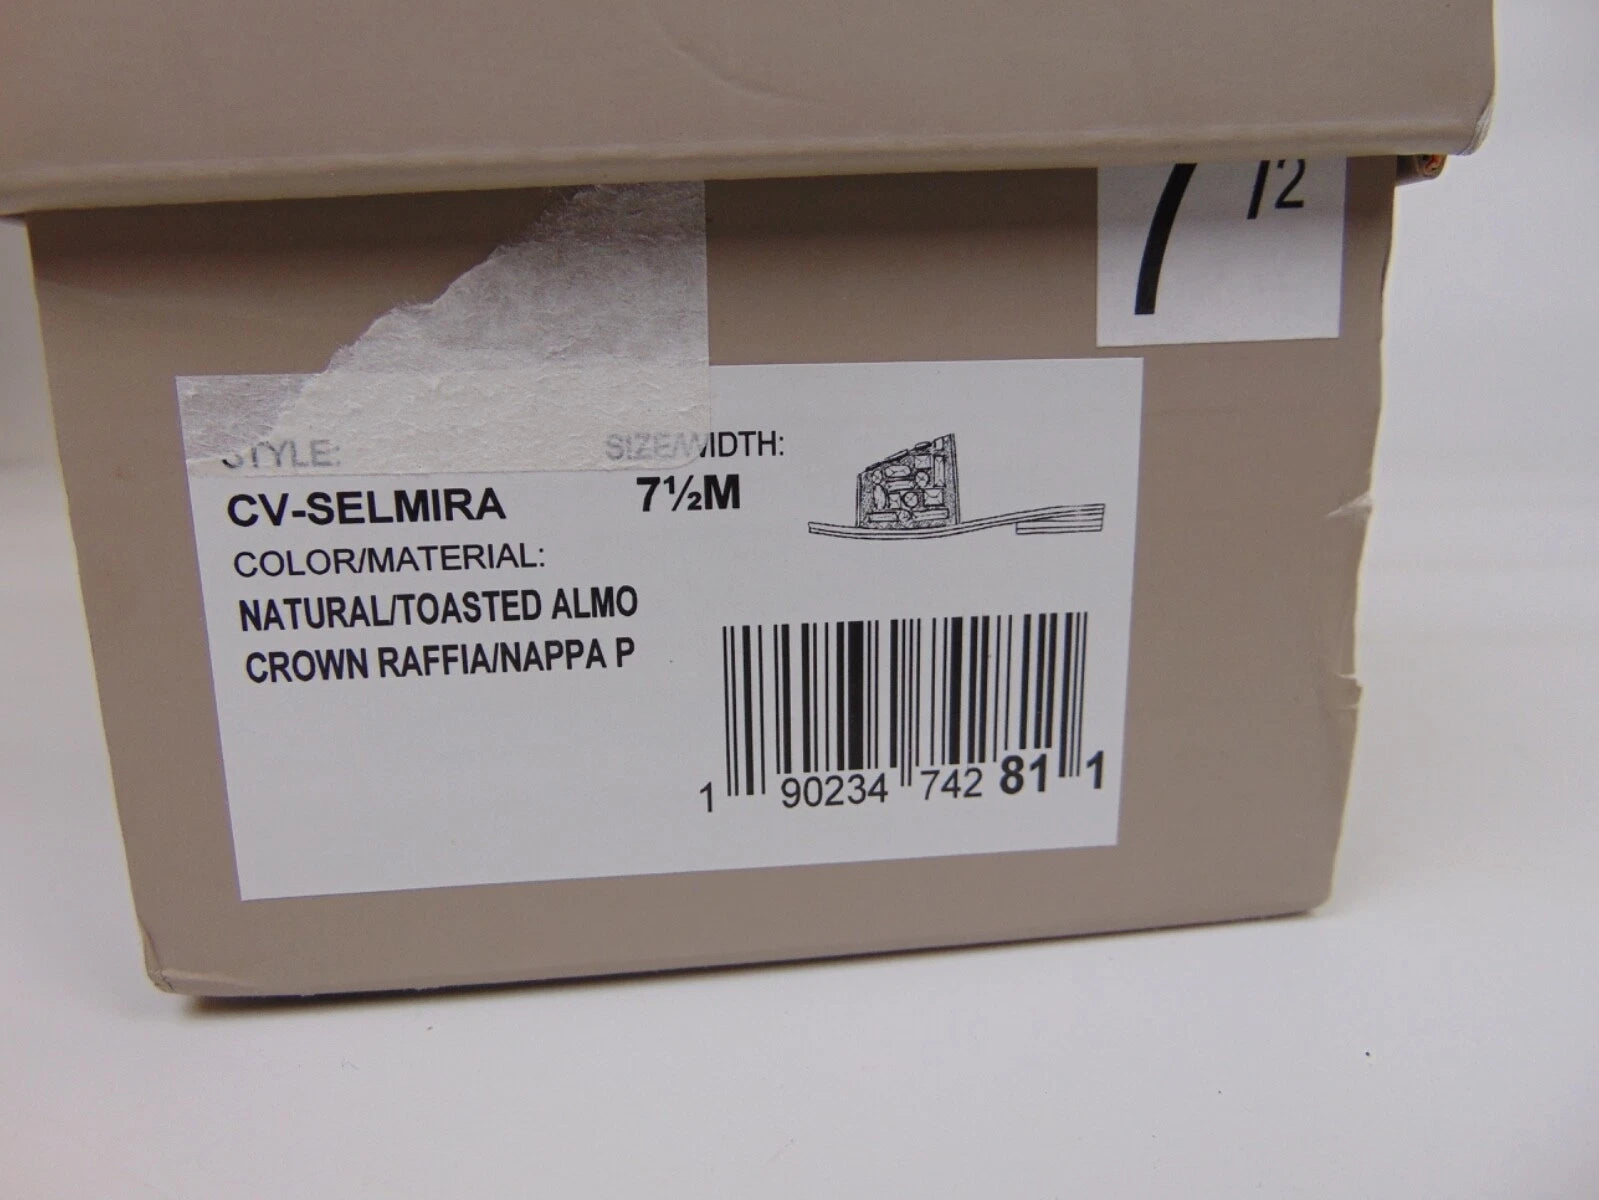 7 1/2
STYLE:
SIZE/WIDTH:
CV-SELMIRA
7½M
COLOR/MATERIAL:
NATURAL/TOASTED ALMO
CROWN RAFFIA/NAPPA P
1 90234 742 81 1